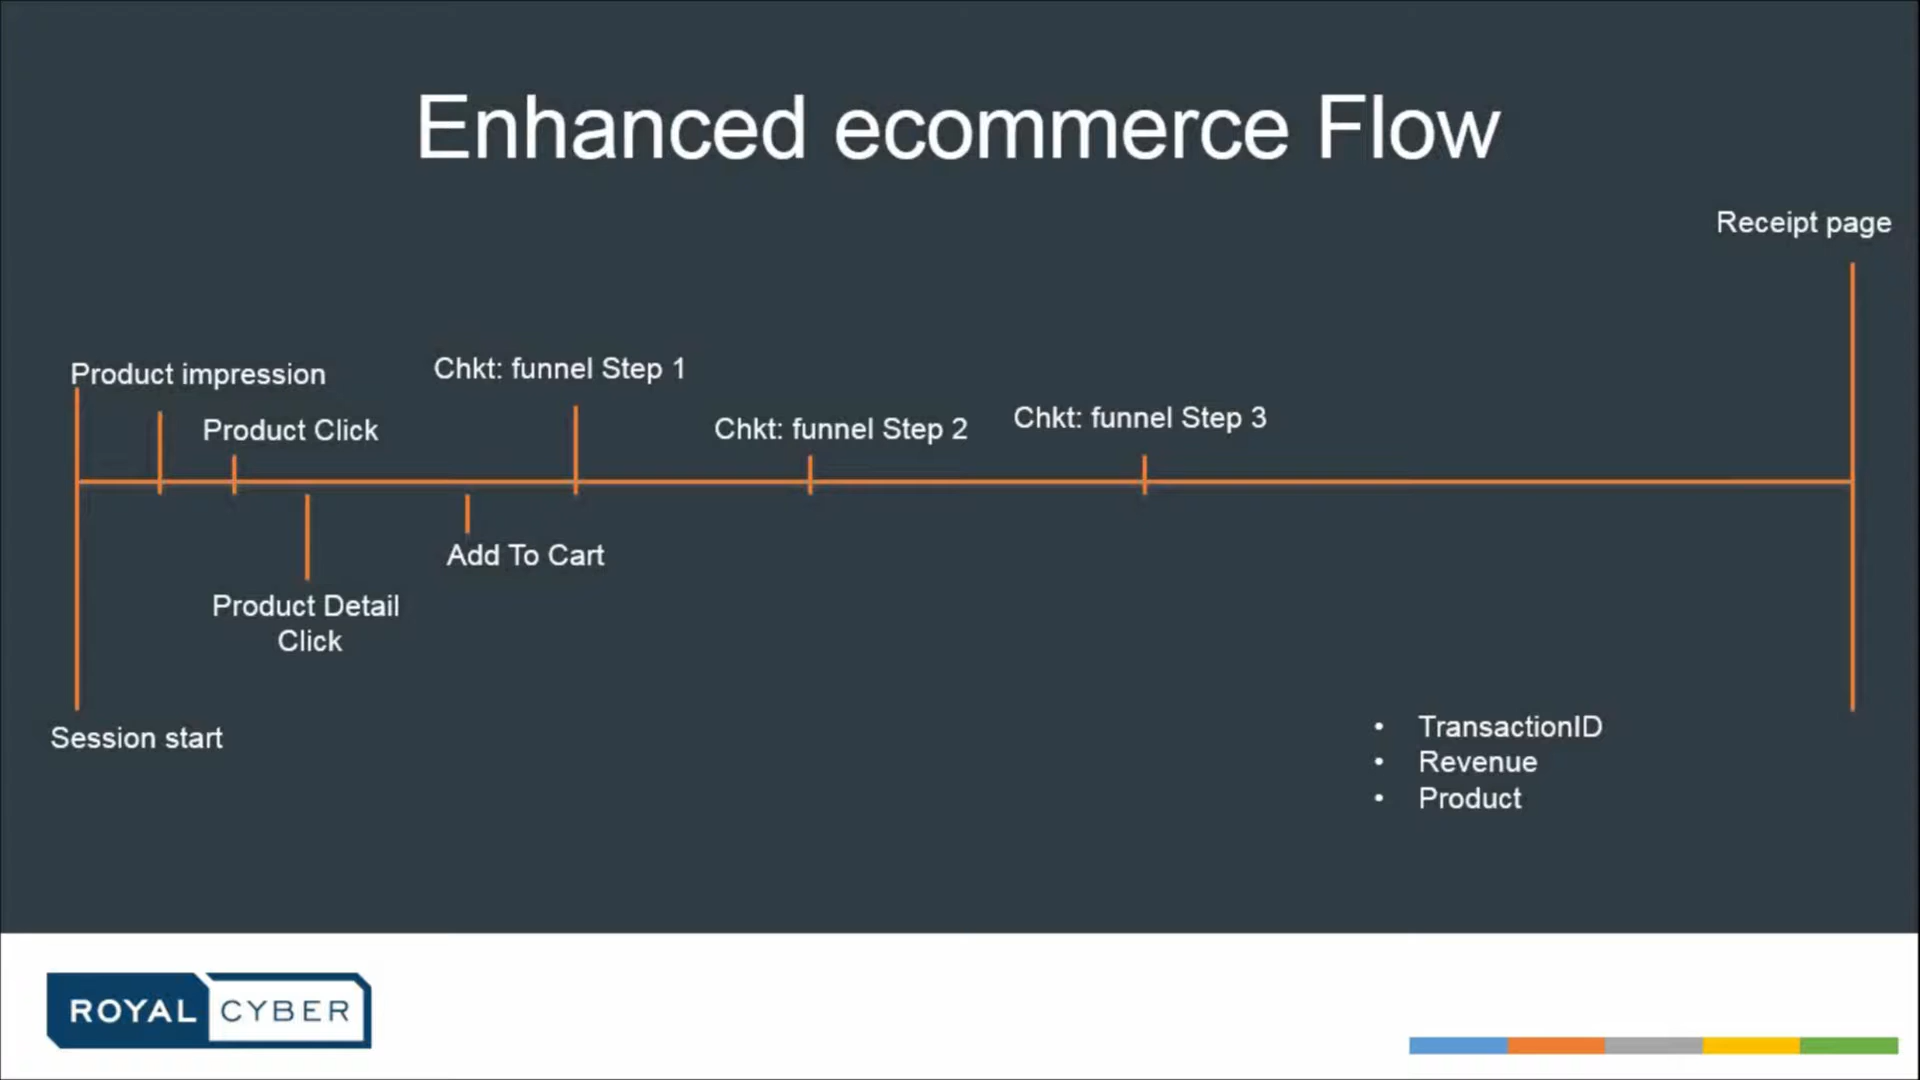 Enhanced ecommerce Flow
Receipt page
Product impression
Chkt: funnel Step 1
Product Click
Chkt: funnel Step 2
Chkt: funnel Step 3
Add To Cart
Product Detail
Click
Session start
• TransactionID
• Revenue
• Product
ROYAL CYBER